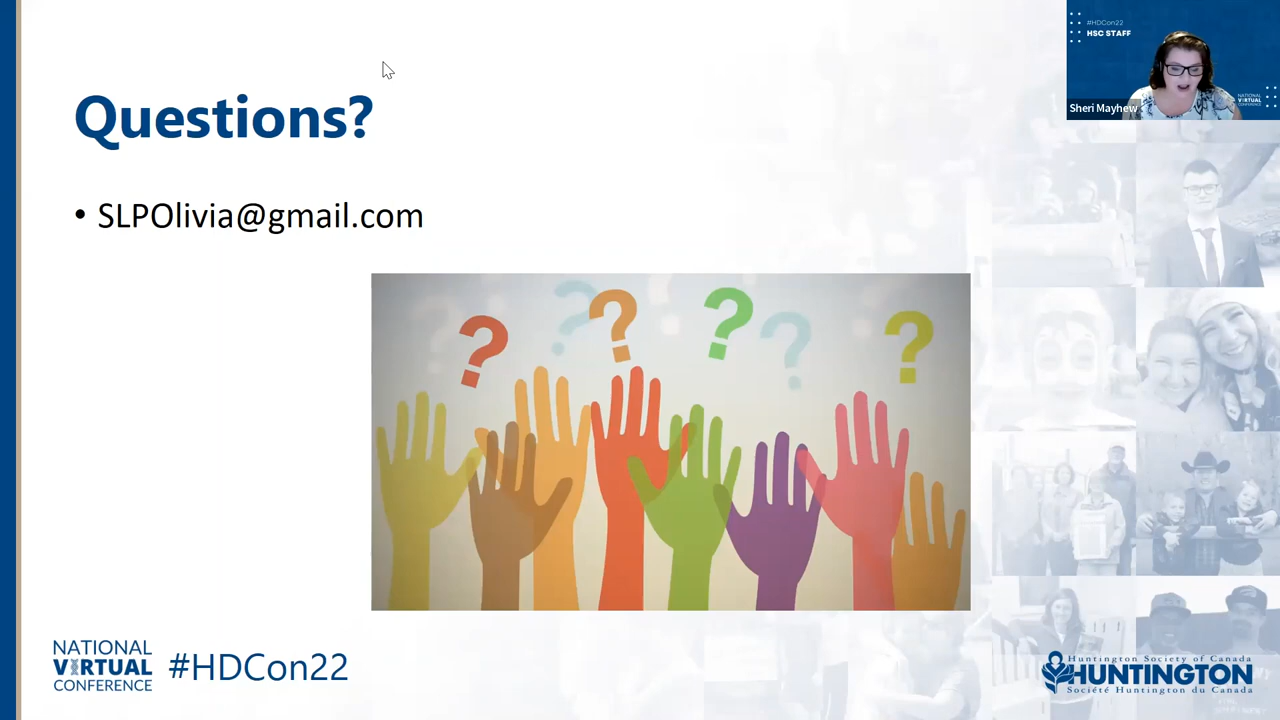 #HDCon22
HSC STAFF
Sheri Mayhew
NATIONAL
VIRTUAL
CONFERENCE
Questions?
• SLPOlivia@gmail.com
? ? ? ? ? ?
NATIONAL
VIRTUAL
CONFERENCE
#HDCon22
Huntington Society of Canada
HUNTINGTON
Société Huntington du Canada